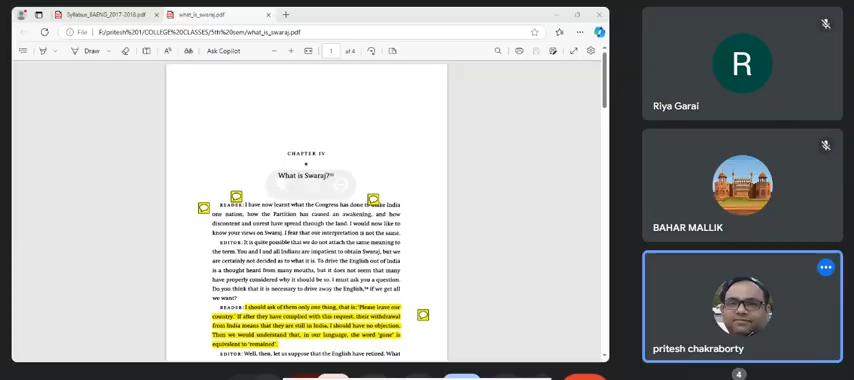 Syllabus_BAENG_2017-2018.pdf
what_is_swaraj.pdf
File
F:/pritesh%201/COLLEGE%20CLASSES/5th%20sem/what_is_swaraj.pdf
Draw
Ask Copilot
1
of 4
CHAPTER IV
What is Swaraj?
READER: I have now learnt what the Congress has done to make India
one nation, how the Partition has caused an awakening, and how
discontent and unrest have spread through the land. I would now like to
know your views on Swaraj. I fear that our interpretation is not the same.
EDITOR: It is quite possible that we do not attach the same meaning to
the term. You and I and all Indians are impatient to obtain Swaraj, but we
are certainly not decided as to what it is. To drive the English out of India
is a thought heard from many mouths, but it does not seem that many
have properly considered why it should be so. I must ask you a question.
Do you think that it is necessary to drive away the English, if we get all
we want?
READER: I should ask of them only one thing, that is: 'Please leave our
country.' If after they have complied with this request, their withdrawal
from India means that they are still in India, I should have no objection.
Then we would understand that, in our language, the word 'gone' is
equivalent to 'remained'.
EDITOR: Well, then, let us suppose that the English have retired. What
R
Riya Garai
BAHAR MALLIK
pritesh chakraborty
4